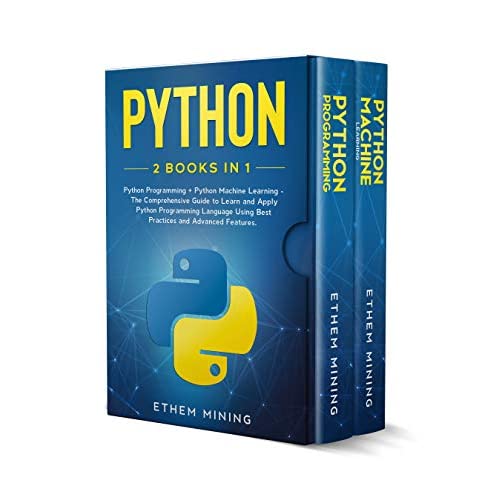 PYTHON
2 BOOKS IN 1
Python Programming + Python Machine Learning -
The Comprehensive Guide to Learn and Apply
Python Programming Language Using Best
Practices and Advanced Features.
ETHEM MINING
PYTHON
PROGRAMMING
ETHEM MINING
PYTHON
MACHINE
LEARNING
ETHEM MINING